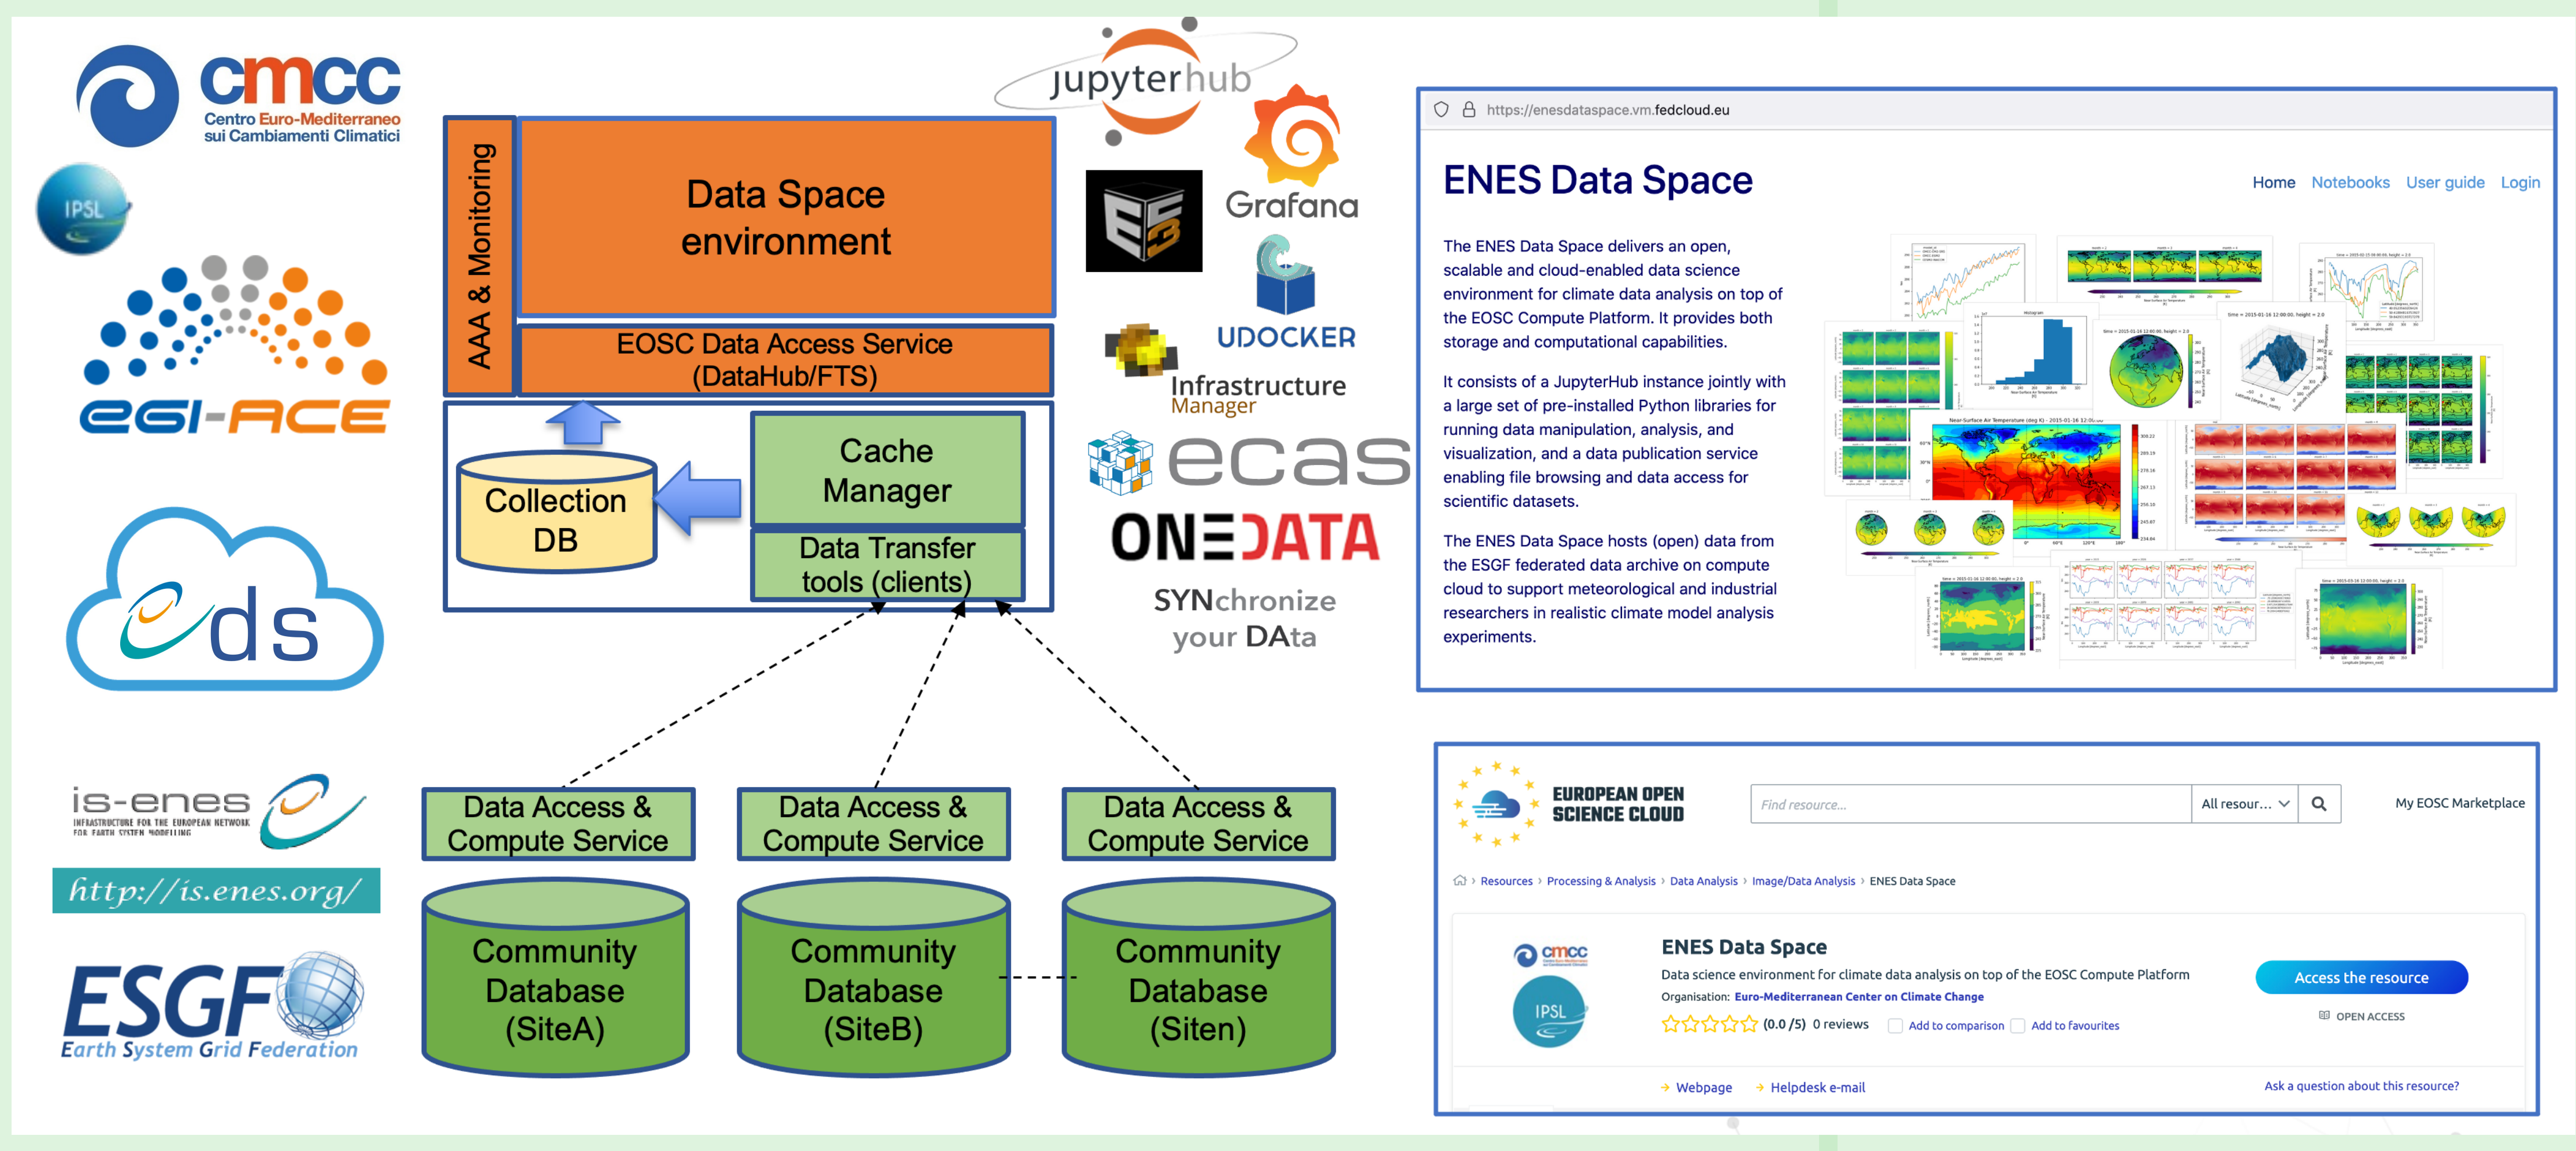 cmcc
Centro Euro-Mediterraneo
sui Cambiamenti Climatici
IPSL
EGI-ACE
eds
is-enes
INFRASTRUCTURE FOR THE EUROPEAN NETWORK
FOR EARTH SYSTEM MODELLING
http://is.enes.org/
ESGF
Earth System Grid Federation
AAA & Monitoring
Data Space
environment
EOSC Data Access Service
(DataHub/FTS)
Collection
DB
Cache
Manager
Data Transfer
tools (clients)
Data Access &
Compute Service
Data Access &
Compute Service
Data Access &
Compute Service
Community
Database
(SiteA)
Community
Database
(SiteB)
Community
Database
(Siten)
jupyterhub
Grafana
EC3
UDOCKER
Infrastructure
Manager
ecas
ONEDATA
SYNchronize
your DAta
https://enesdataspace.vm.fedcloud.eu
ENES Data Space
Home Notebooks User guide Login
The ENES Data Space delivers an open,
scalable and cloud-enabled data science
environment for climate data analysis on top of
the EOSC Compute Platform. It provides both
storage and computational capabilities.
It consists of a JupyterHub instance jointly with
a large set of pre-installed Python libraries for
running data manipulation, analysis, and
visualization, and a data publication service
enabling file browsing and data access for
scientific datasets.
The ENES Data Space hosts (open) data from
the ESGF federated data archive on compute
cloud to support meteorological and industrial
researchers in realistic climate model analysis
experiments.
EUROPEAN OPEN
SCIENCE CLOUD
Find resource...
All resour...
My EOSC Marketplace
Resources › Processing & Analysis › Data Analysis › Image/Data Analysis › ENES Data Space
cmcc
IPSL
ENES Data Space
Data science environment for climate data analysis on top of the EOSC Compute Platform
Organisation: Euro-Mediterranean Center on Climate Change
(0.0 /5) 0 reviews Add to comparison Add to favourites
Access the resource
OPEN ACCESS
Webpage Helpdesk e-mail
Ask a question about this resource?